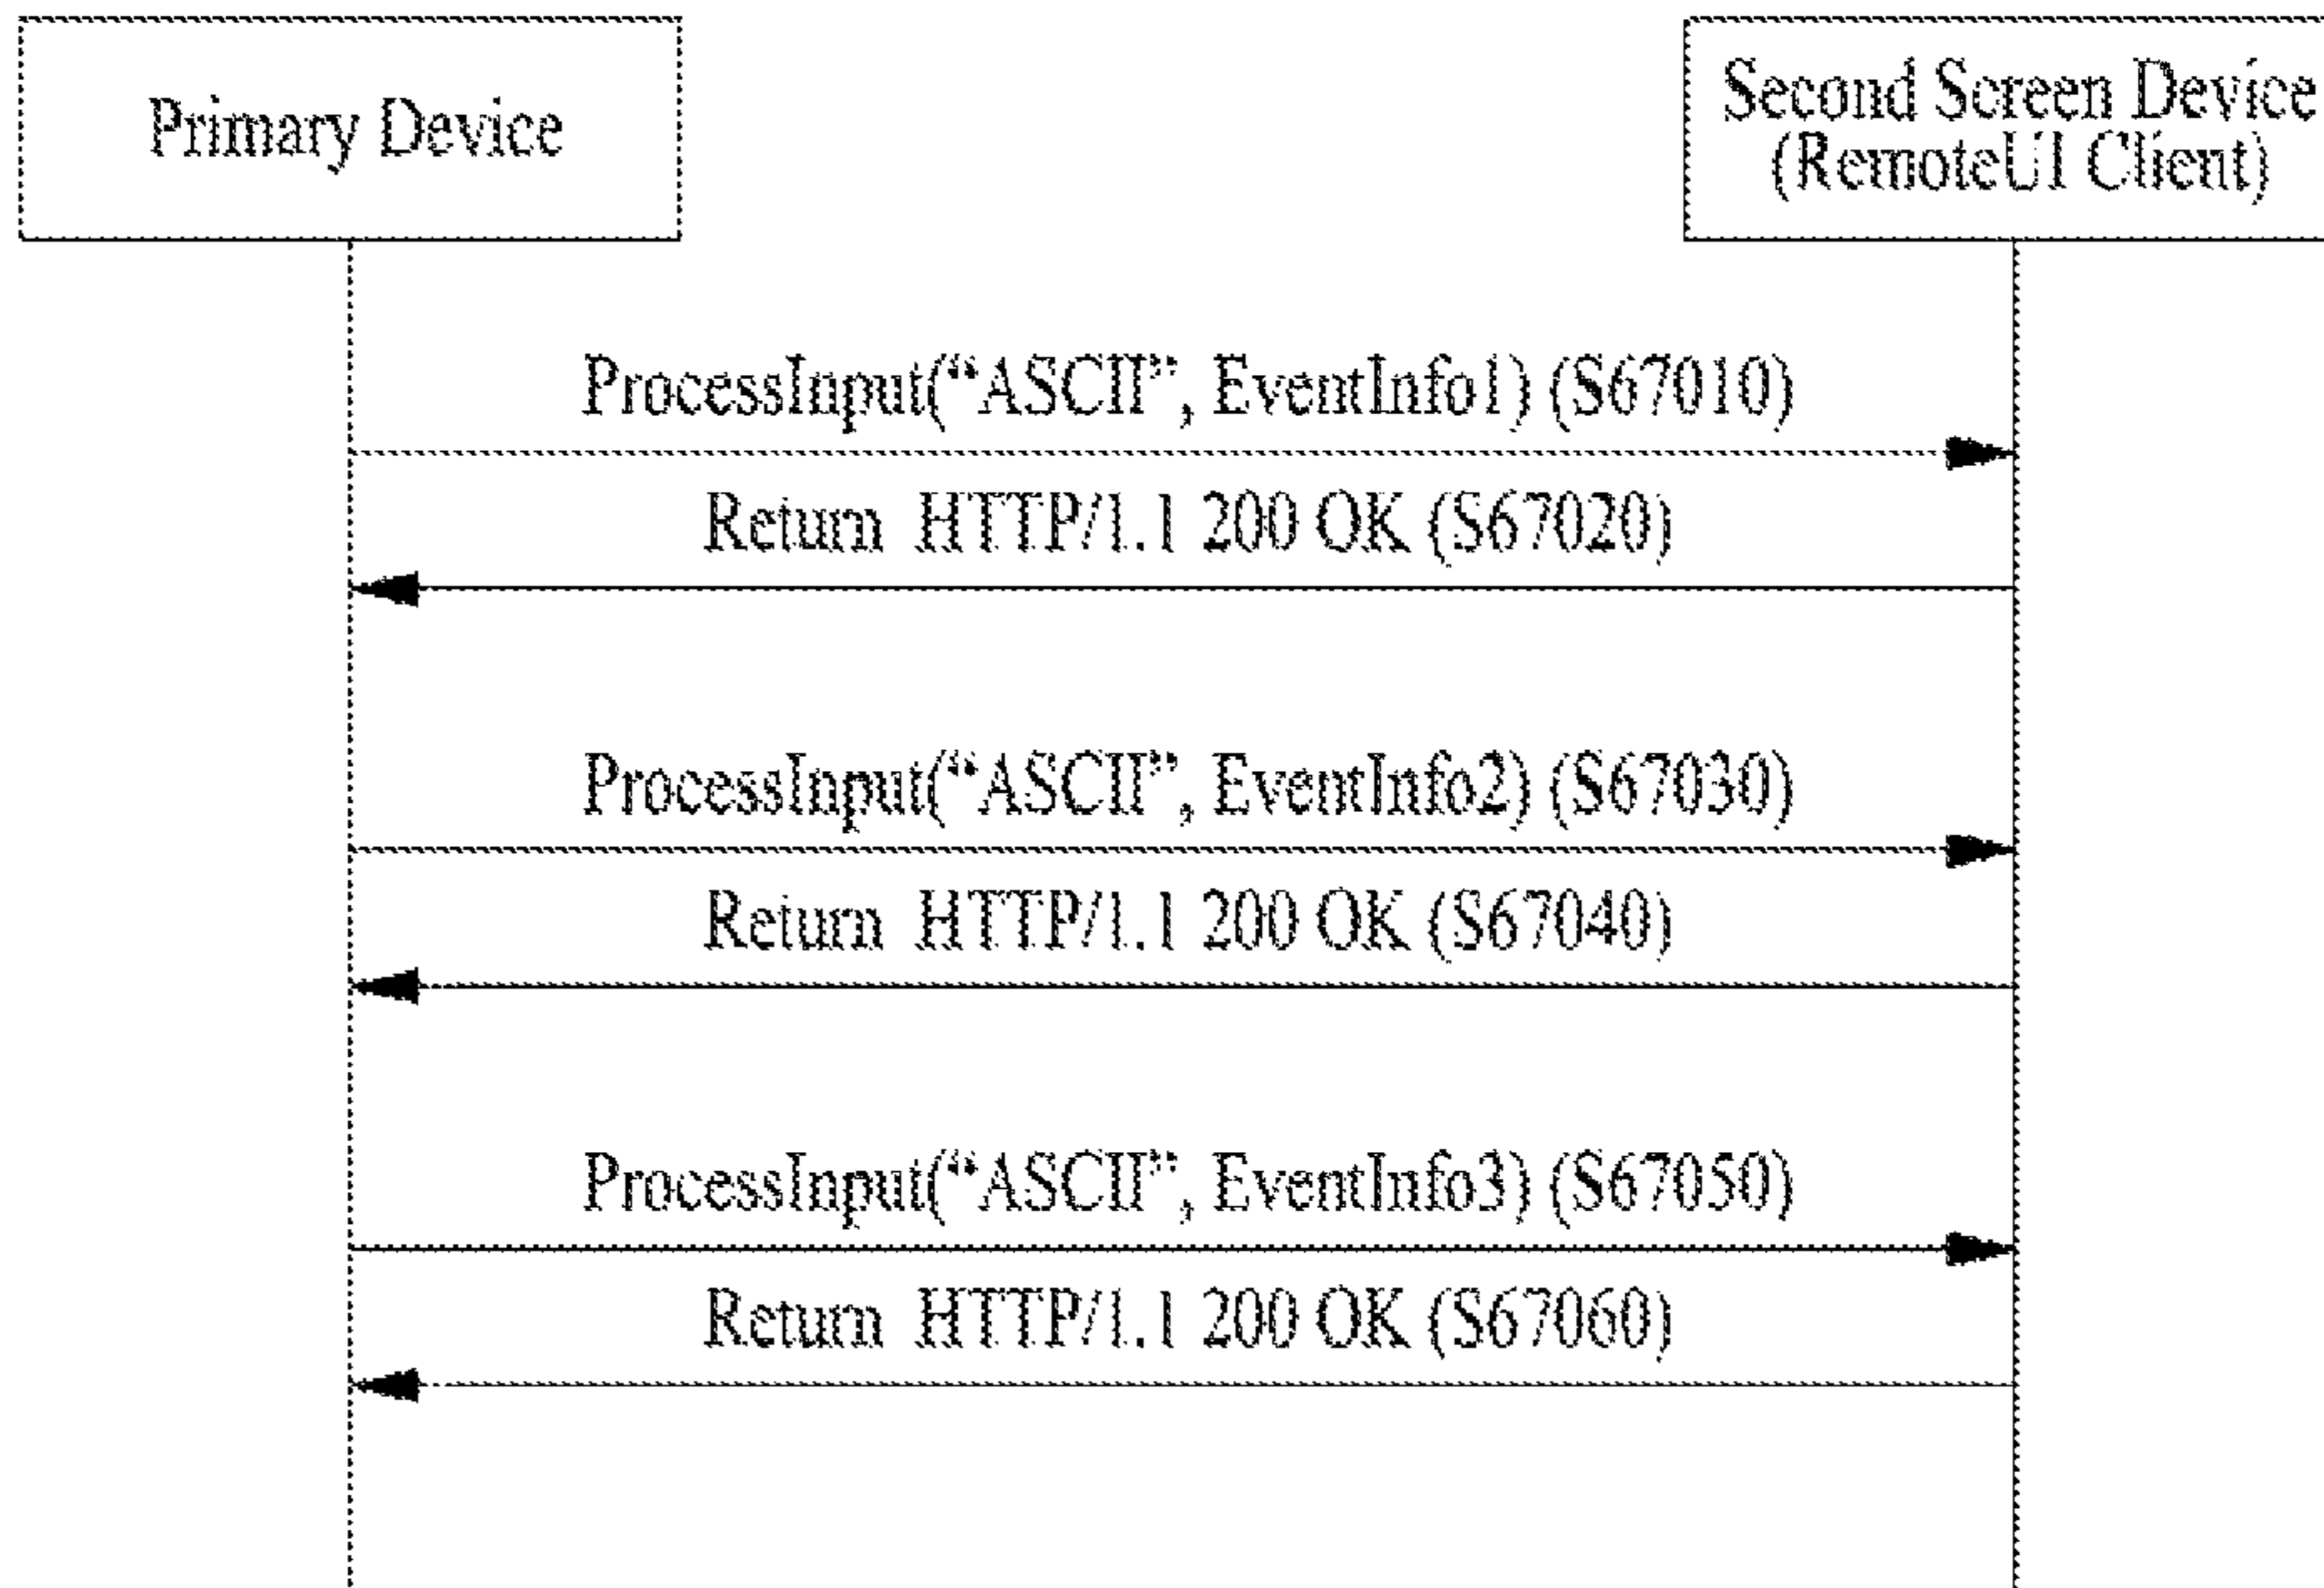 Primary Device
Second Screen Device
(RemoteUI Client)
ProcessInput(“ASCII”, EventInfo1) (S67010)
Return HTTP/1.1 200 OK (S67020)
ProcessInput(“ASCII”, EventInfo2) (S67030)
Return HTTP/1.1 200 OK (S67040)
ProcessInput(“ASCII”, EventInfo3) (S67050)
Return HTTP/1.1 200 OK (S67060)